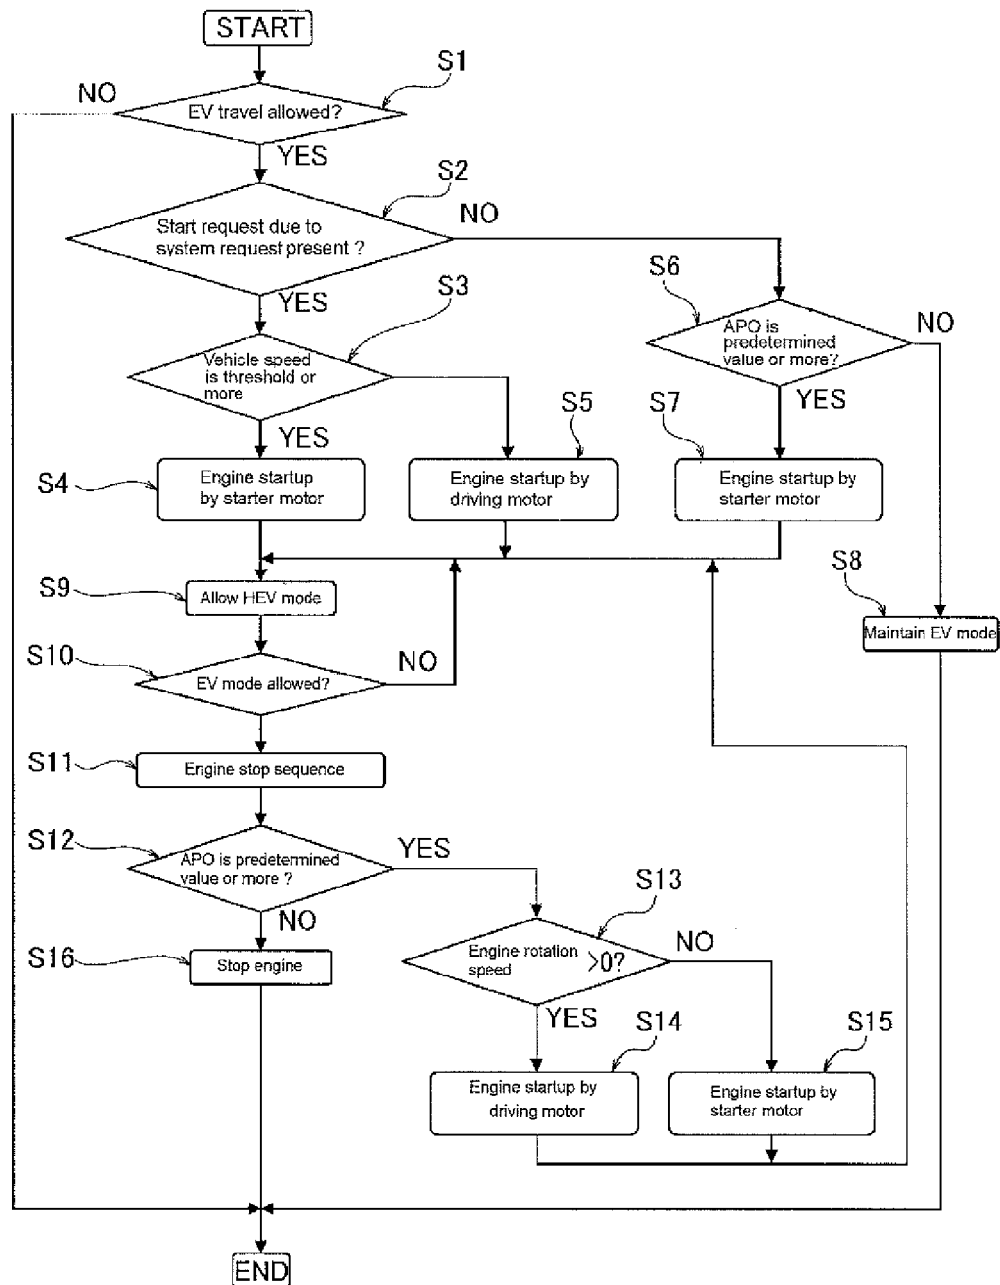 START
S1
NO
EV travel allowed?
YES
S2
NO
Start request due to
system request present ?
YES
S3
S6
NO
Vehicle speed
is threshold or
more
APO is
predetermined
value or more?
YES
S5
S7
YES
S4
Engine startup
by starter motor
Engine startup by
driving motor
Engine startup by
starter motor
S8
S9
Allow HEV mode
Maintain EV mode
S10
NO
EV mode allowed?
S11
Engine stop sequence
S12
YES
APO is predetermined
value or more ?
S13
NO
NO
S16
Stop engine
Engine rotation
speed
>0?
YES
S14
S15
Engine startup by
driving motor
Engine startup by
starter motor
END